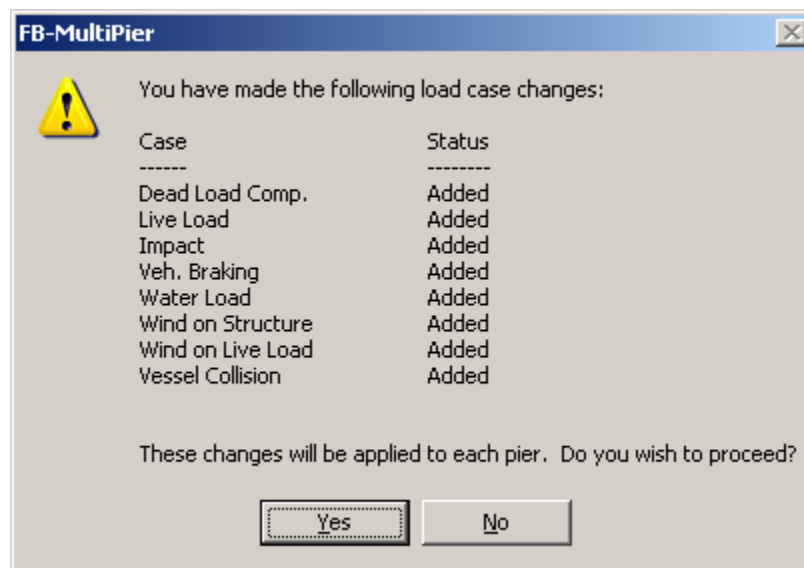 FB-MultiPier
You have made the following load case changes:
Case Status
------ --------
Dead Load Comp. Added
Live Load Added
Impact Added
Veh. Braking Added
Water Load Added
Wind on Structure Added
Wind on Live Load Added
Vessel Collision Added
These changes will be applied to each pier.  Do you wish to proceed?
Yes No